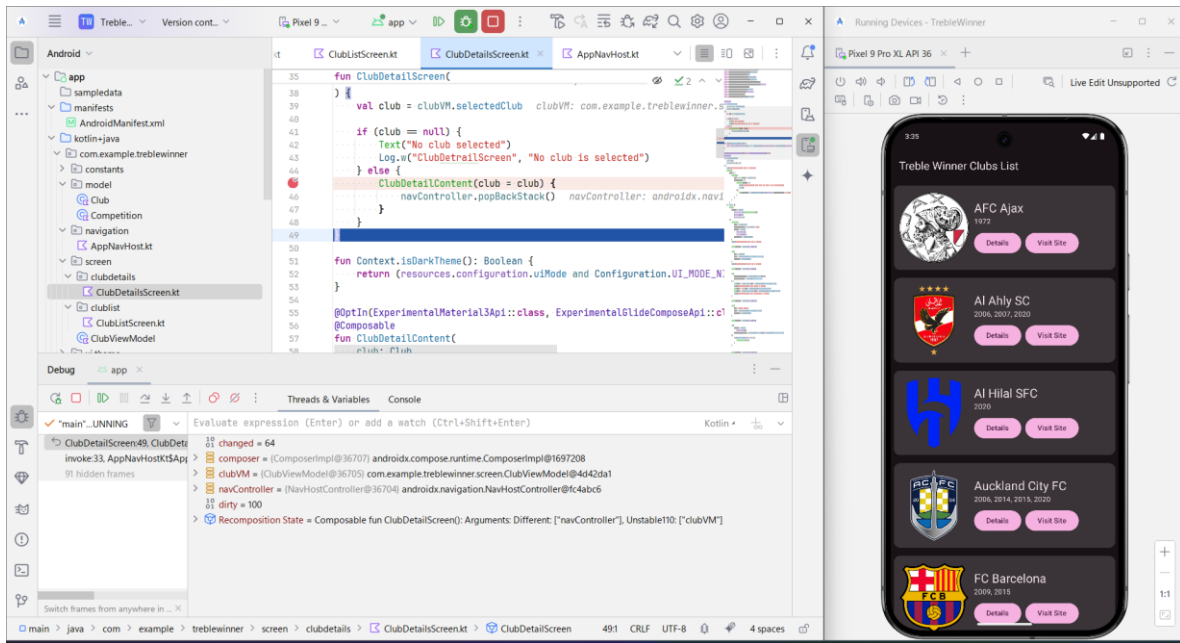 TW Treble... Version cont... Pixel 9 ... app
Running Devices - TrebleWinner
Android
kt ClubListScreen.kt ClubDetailsScreen.kt AppNavHost.kt
Pixel 9 Pro XL API 36
Live Edit Unsupported
app
sampledata
manifests
AndroidManifest.xml
kotlin+java
com.example.treblewinner
constants
model
Club
Competition
navigation
AppNavHost.kt
screen
clubdetails
ClubDetailsScreen.kt
clublist
ClubListScreen.kt
ClubViewModel
2
35 fun ClubDetailScreen(
38 ) {
39 val club = clubVM.selectedClub clubVM: com.example.treblewinner.s
40
41 if (club == null) {
42 Text("No club selected")
43 Log.w("ClubDetrailScreen", "No club is selected")
44 } else {
ClubDetailContent(club = club) {
46 navController.popBackStack() navController: android.navi
47 }
48 }
49 }
50
51 fun Context.isDarkTheme(): Boolean {
52 return (resources.configuration.uiMode and Configuration.UI_MODE_NI
53 }
54
55 @OptIn(ExperimentalMaterial3Api::class, ExperimentalGlideComposeApi::cl
56 @Composable
57 fun ClubDetailContent(
58 club: Club
Debug app
Threads & Variables Console
"main"...UNNING
Evaluate expression (Enter) or add a watch (Ctrl+Shift+Enter) Kotlin
ClubDetailScreen:49, ClubDeta
invoke:33, AppNavHostKt$App
91 hidden frames
changed = 64
composer = {ComposerImpl@36707} androidx.compose.runtime.ComposerImpl@1697208
clubVM = {ClubViewModel@36705} com.example.treblewinner.screen.ClubViewModel@4d42da1
navController = {NavHostController@36704} androidx.navigation.NavHostController@fc4abc6
dirty = 100
Recomposition State = Composable fun ClubDetailScreen(): Arguments: Different: ["navController"], Unstable110: ["clubVM"]
Switch frames from anywhere in ...
main > java > com > example > treblewinner > screen > clubdetails > ClubDetailsScreen.kt > ClubDetailScreen 49:1 CRLF UTF-8 4 spaces
3:35
Treble Winner Clubs List
AFC Ajax
1972
Details Visit Site
Al Ahly SC
2006, 2007, 2020
Details Visit Site
Al Hilal SFC
2020
Details Visit Site
ACFC
Auckland City FC
2006, 2014, 2015, 2020
Details Visit Site
FCB
FC Barcelona
2009, 2015
Details Visit Site
1:1